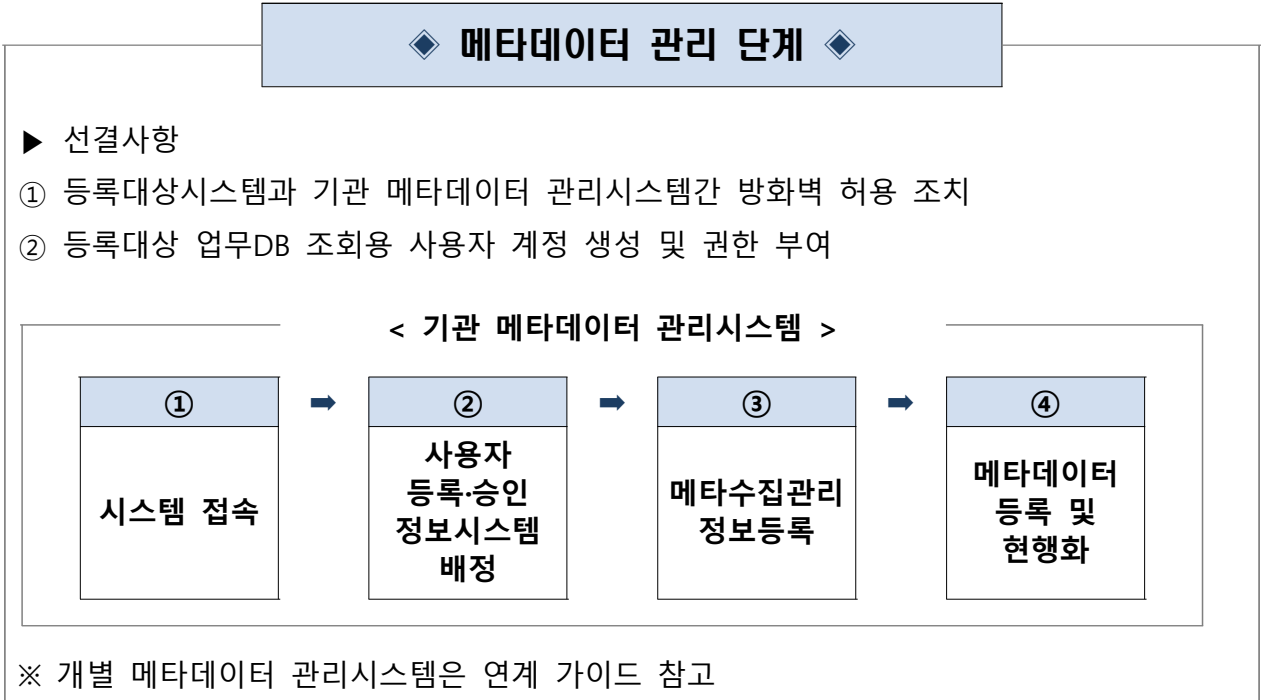 ◈ 메타데이터 관리 단계 ◈
▶ 선결사항
① 등록대상시스템과 기관 메타데이터 관리시스템간 방화벽 허용 조치
② 등록대상 업무DB 조회용 사용자 계정 생성 및 권한 부여
< 기관 메타데이터 관리시스템 >
① ➡ ② ➡ ③ ➡ ④
시스템 접속
사용자
등록·승인
정보시스템
배정
메타수집관리
정보등록
메타데이터
등록 및
현행화
※ 개별 메타데이터 관리시스템은 연계 가이드 참고